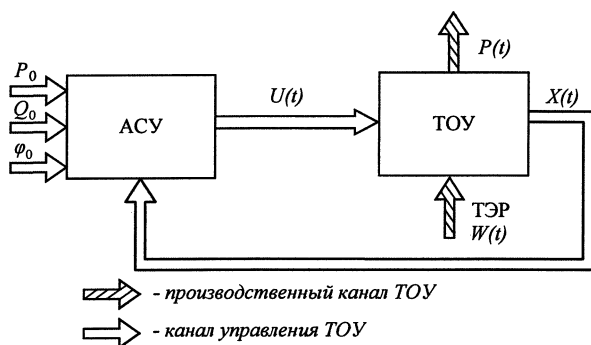 P(t)
P₀
Q₀
φ₀
АСУ
U(t)
ТОУ
X(t)
ТЭР
W(t)
- производственный канал ТОУ
- канал управления ТОУ